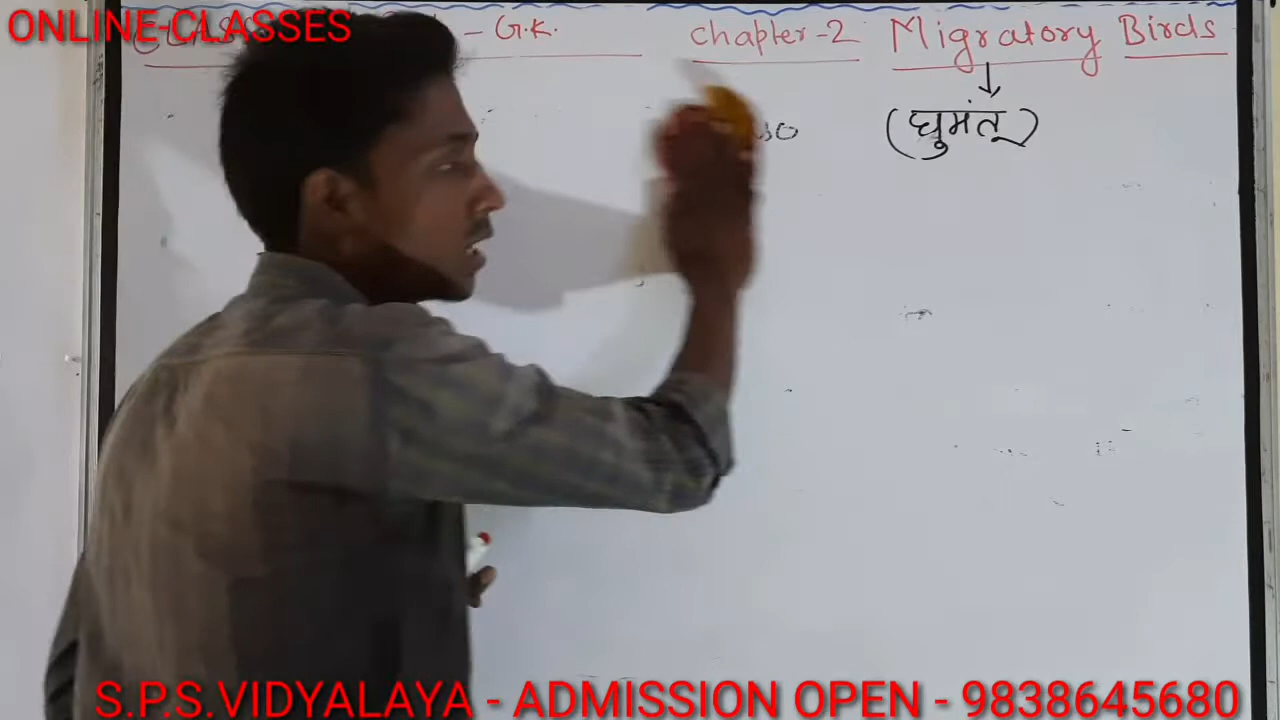 ONLINE-CLASSES
- G.K. chapter-2 Migratory Birds
(घुमंतू)
S.P.S.VIDYALAYA - ADMISSION OPEN - 9838645680